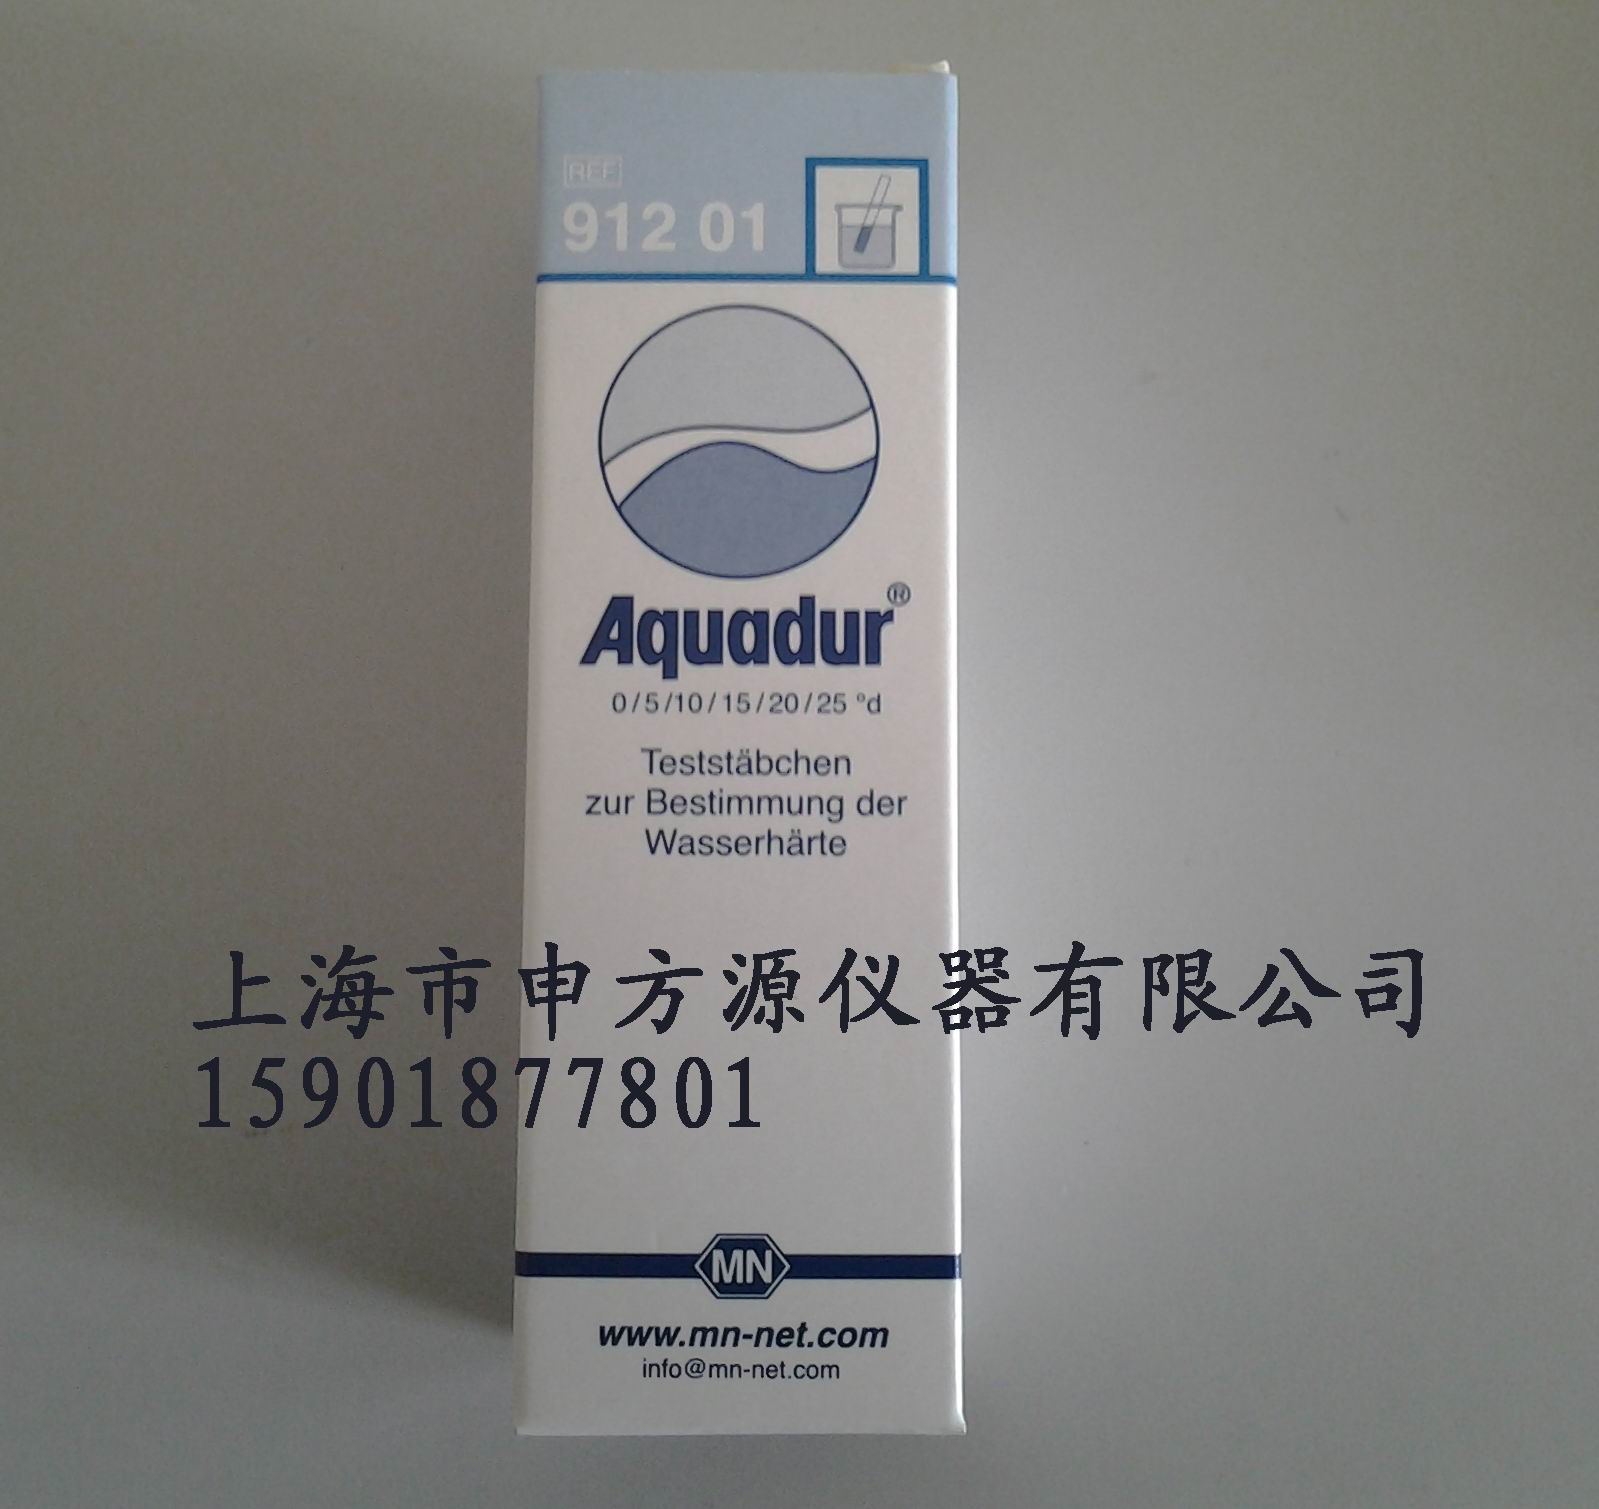 REF
912 01
Aquadur®
0/5/10/15/20/25 °d
Teststäbchen
zur Bestimmung der
Wasserhärte
上海市申方源仪器有限公司
15901877801
MN
www.mn-net.com
info@mn-net.com